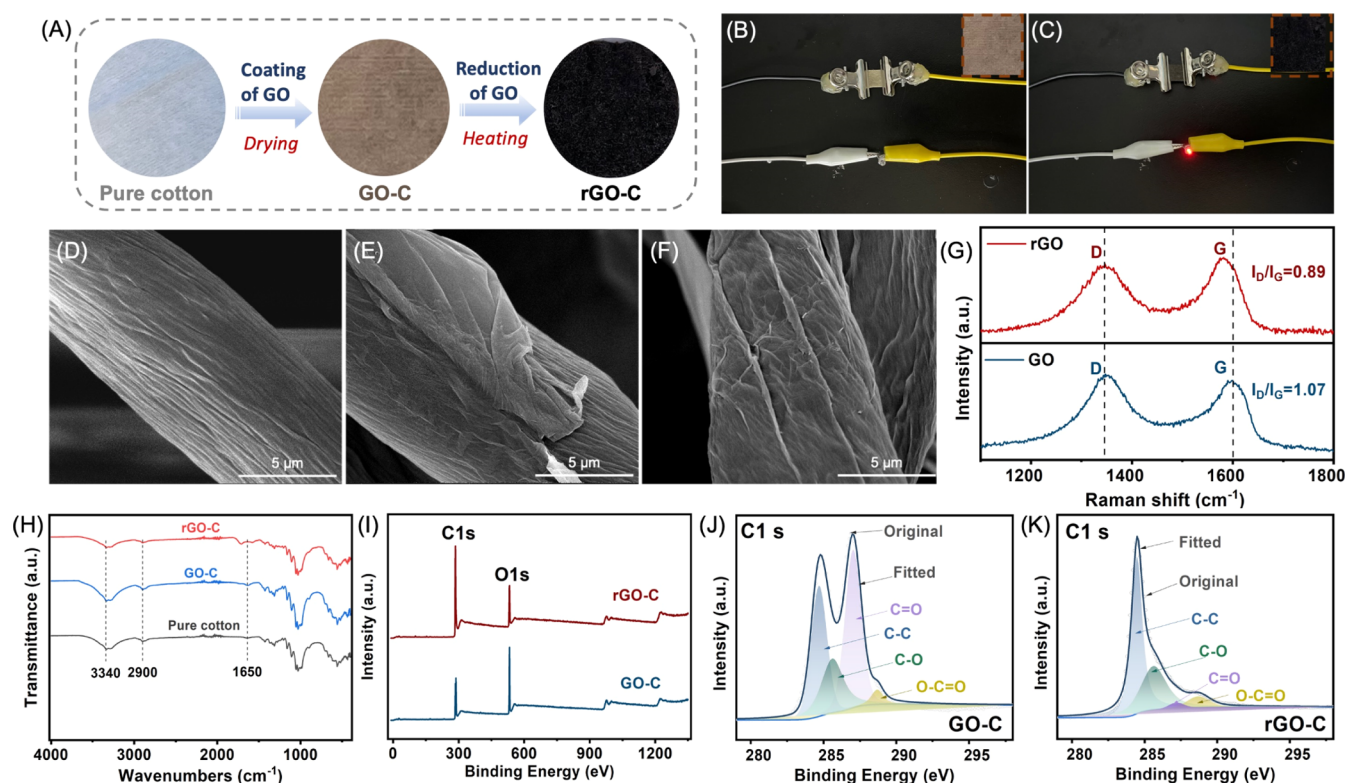 (A)
Coating
of GO
Drying
Reduction
of GO
Heating
Pure cotton
GO-C
rGO-C
(B)
(C)
(D)
5 µm
(E)
5 µm
(F)
5 µm
(G)
rGO
D
G
I_D/I_G=0.89
GO
D
G
I_D/I_G=1.07
Intensity (a.u.)
1200
1400
1600
1800
Raman shift (cm⁻¹)
(H)
rGO-C
GO-C
Pure cotton
3340
2900
1650
Transmittance (a.u.)
4000
3000
2000
1000
Wavenumbers (cm⁻¹)
(I)
C1s
O1s
rGO-C
GO-C
Intensity (a.u.)
0
300
600
900
1200
Binding Energy (eV)
(J)
C1 s
Original
Fitted
C=O
C-C
C-O
O-C=O
GO-C
Intensity (a.u.)
280
285
290
295
Binding Energy (eV)
(K)
C1 s
Fitted
Original
C-C
C-O
C=O
O-C=O
rGO-C
Intensity (a.u.)
280
285
290
295
Binding Energy (eV)